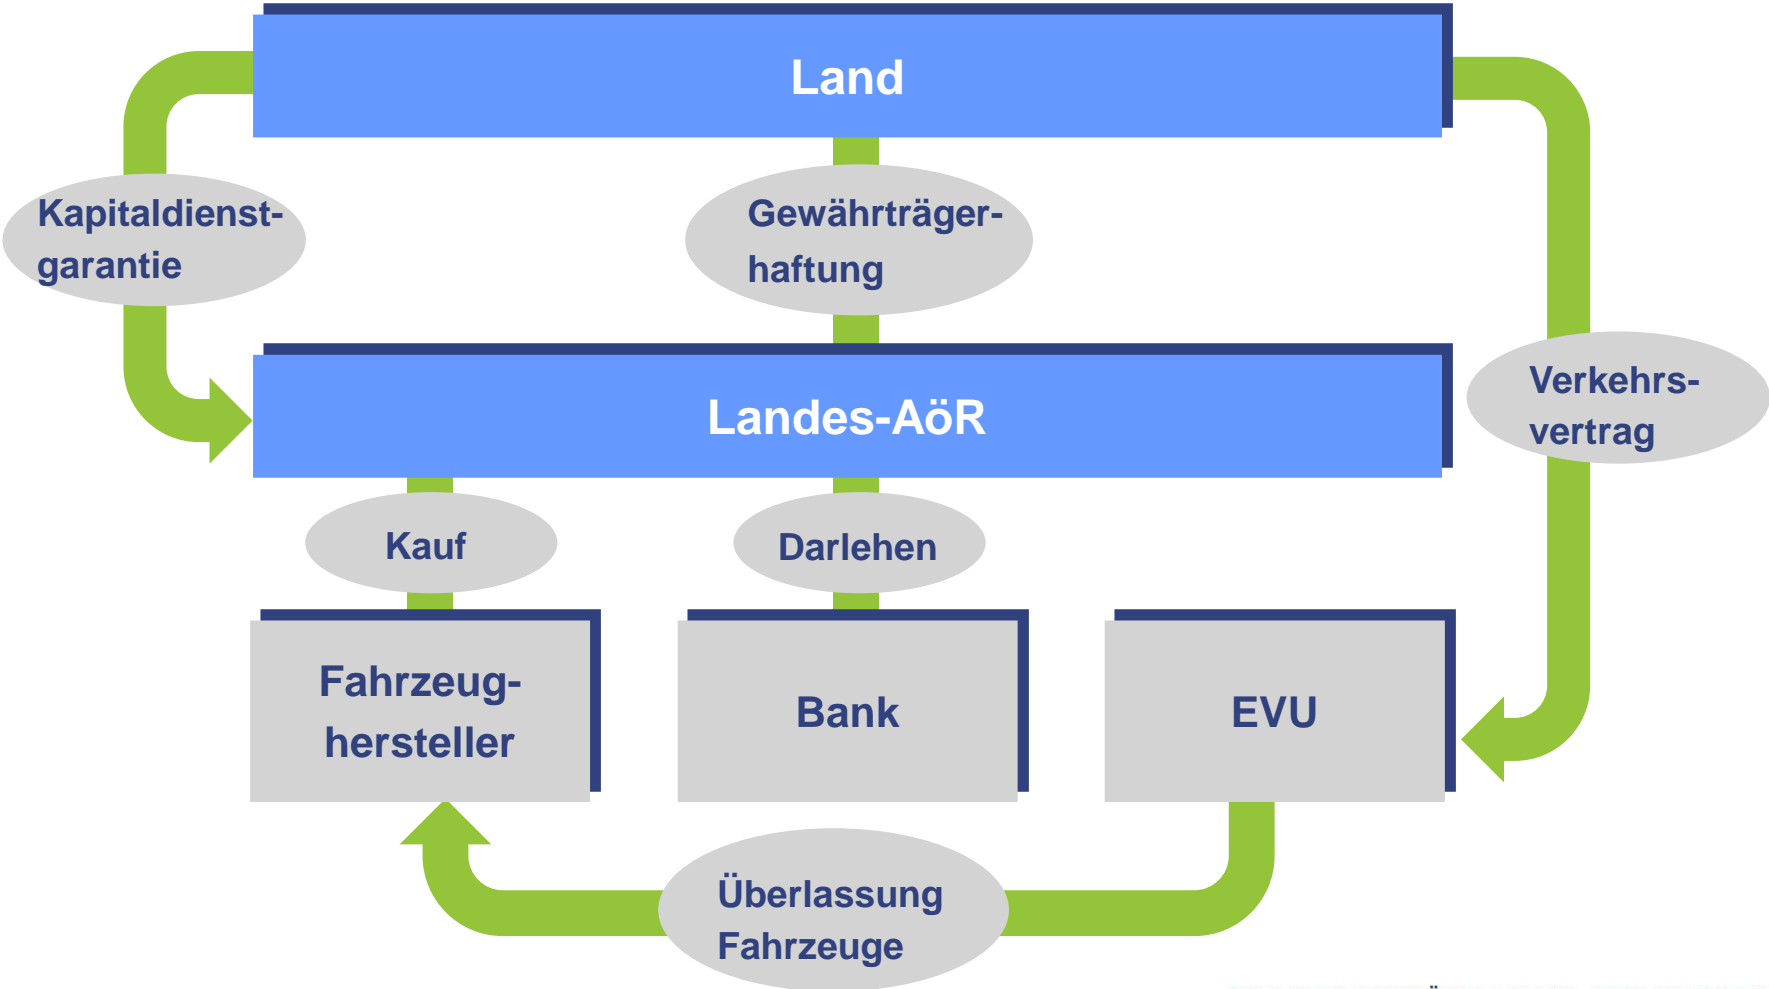 Land
Kapitaldienst-
garantie
Gewährträger-
haftung
Verkehrs-
vertrag
Landes-AöR
Kauf
Darlehen
Fahrzeug-
hersteller
Bank
EVU
Überlassung
Fahrzeuge